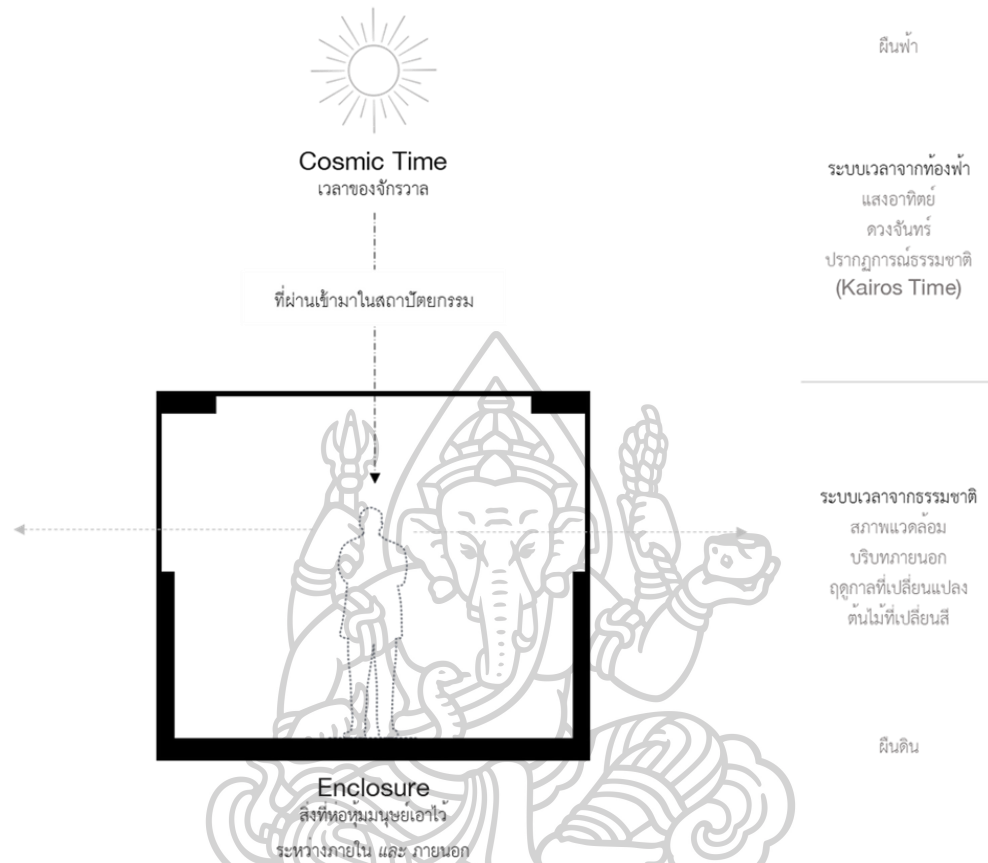 ผืนฟ้า
Cosmic Time
เวลาของจักรวาล
ระบบเวลาจากท้องฟ้า
แสงอาทิตย์
ดวงจันทร์
ปรากฏการณ์ธรรมชาติ
(Kairos Time)
ที่ผ่านเข้ามาในสถาปัตยกรรม
ระบบเวลาจากธรรมชาติ
สภาพแวดล้อม
บริบทภายนอก
ฤดูกาลที่เปลี่ยนแปลง
ต้นไม้ที่เปลี่ยนสี
ผืนดิน
Enclosure
สิ่งที่ห่อหุ้มมนุษย์เอาไว้
ระหว่างภายใน และ ภายนอก